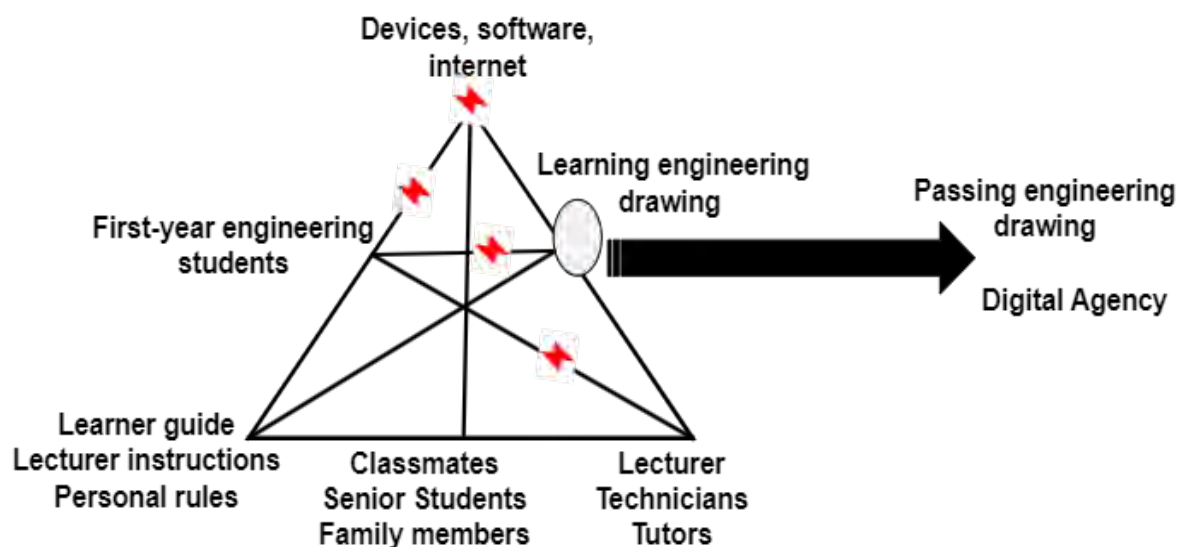 Devices, software,
internet
Learning engineering
drawing
Passing engineering
drawing
First-year engineering
students
Digital Agency
Learner guide
Lecturer instructions
Personal rules
Classmates
Senior Students
Family members
Lecturer
Technicians
Tutors